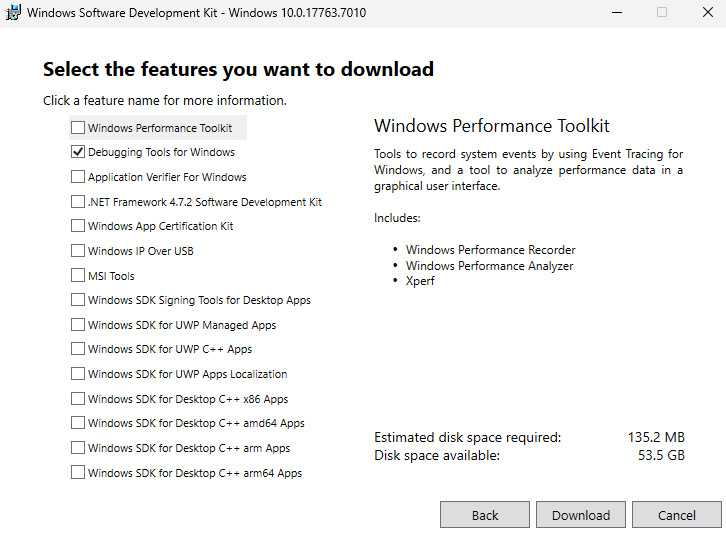 Windows Software Development Kit - Windows 10.0.17763.7010
Select the features you want to download
Click a feature name for more information.
Windows Performance Toolkit
Debugging Tools for Windows
Application Verifier For Windows
.NET Framework 4.7.2 Software Development Kit
Windows App Certification Kit
Windows IP Over USB
MSI Tools
Windows SDK Signing Tools for Desktop Apps
Windows SDK for UWP Managed Apps
Windows SDK for UWP C++ Apps
Windows SDK for UWP Apps Localization
Windows SDK for Desktop C++ x86 Apps
Windows SDK for Desktop C++ amd64 Apps
Windows SDK for Desktop C++ arm Apps
Windows SDK for Desktop C++ arm64 Apps
Windows Performance Toolkit
Tools to record system events by using Event Tracing for
Windows, and a tool to analyze performance data in a
graphical user interface.
Includes:
• Windows Performance Recorder
• Windows Performance Analyzer
• Xperf
Estimated disk space required: 135.2 MB
Disk space available: 53.5 GB
Back Download Cancel